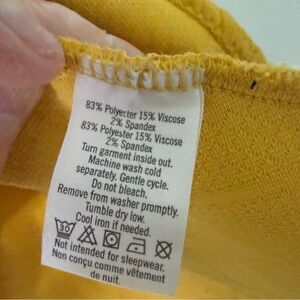 83% Polyester 15% Viscose
2% Spandex
83% Polyester 15% Viscose
2% Spandex
Turn garment inside out.
Machine wash cold
separately. Gentle cycle.
Do not bleach.
Remove from washer promptly.
Tumble dry low.
Cool iron if needed.
30
Not intended for sleepwear.
Non conçu comme vêtement
de nuit.